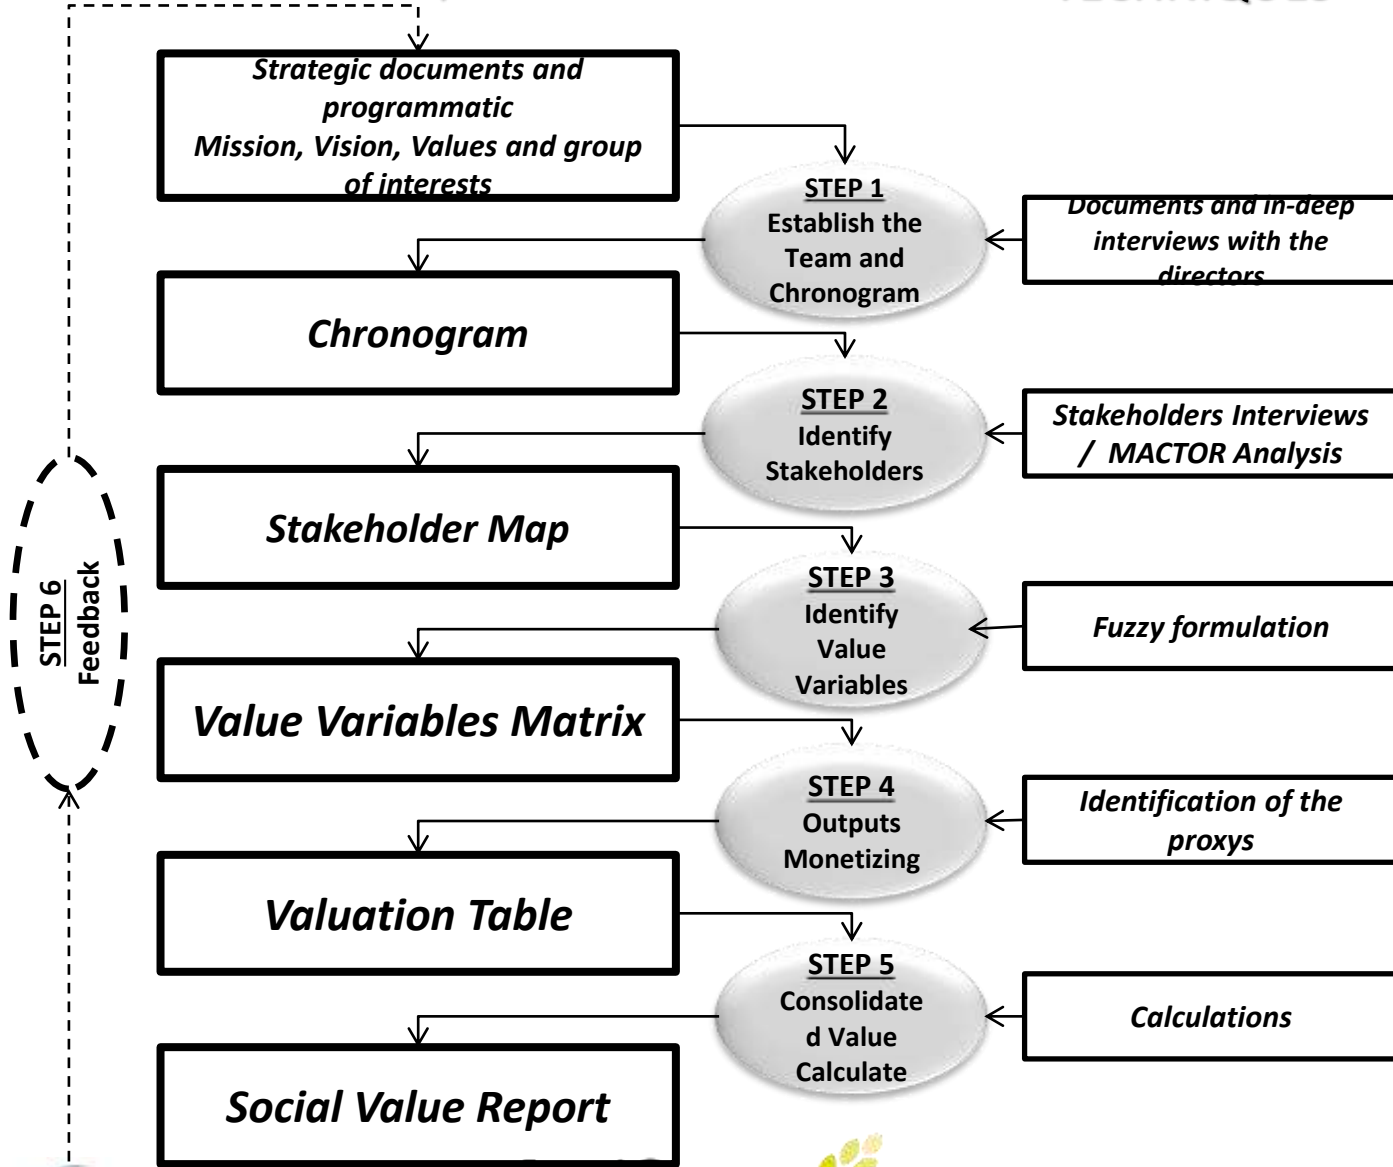 Strategic documents and
programmatic
Mission, Vision, Values and group
of interests
STEP 1
Establish the
Team and
Chronogram
Documents and in-deep
interviews with the
directors
Chronogram
STEP 2
Identify
Stakeholders
Stakeholders Interviews
/ MACTOR Analysis
Stakeholder Map
STEP 3
Identify
Value
Variables
Fuzzy formulation
STEP 6
Feedback
Value Variables Matrix
STEP 4
Outputs
Monetizing
Identification of the
proxys
Valuation Table
STEP 5
Consolidate
d Value
Calculate
Calculations
Social Value Report